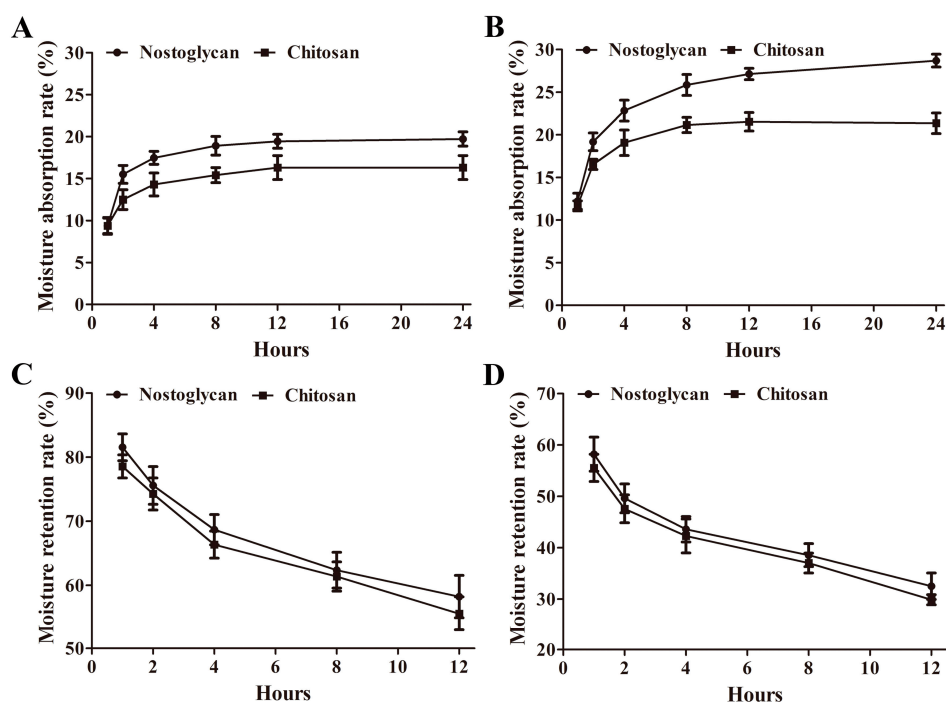 A
Nostoglycan Chitosan
Moisture absorption rate (%)
30
25
20
15
10
5
0
0 4 8 12 16 20 24
Hours
B
Nostoglycan Chitosan
Moisture absorption rate (%)
30
25
20
15
10
5
0
0 4 8 12 16 20 24
Hours
C
Nostoglycan Chitosan
Moisture retention rate (%)
90
80
70
60
50
0 2 4 6 8 10 12
Hours
D
Nostoglycan Chitosan
Moisture retention rate (%)
70
60
50
40
30
20
0 2 4 6 8 10 12
Hours